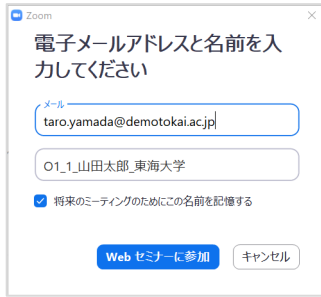 Zoom
電子メールアドレスと名前を入
力してください
メール
taro.yamada@demotokai.ac.jp
O1_1_山田太郎_東海大学
将来のミーティングのためにこの名前を記憶する
Web セミナーに参加 キャンセル